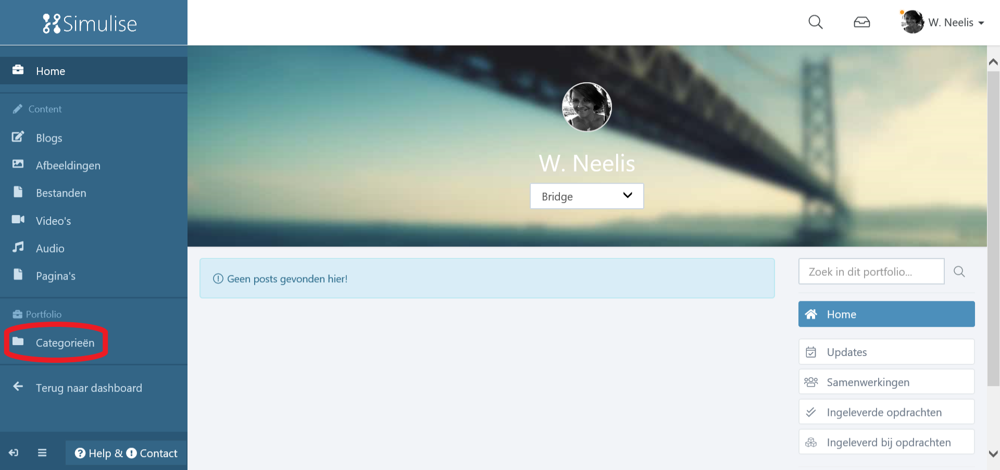 Simulise
W. Neelis
Home
Content
Blogs
Afbeeldingen
Bestanden
Video's
Audio
Pagina's
Portfolio
Categorieën
Terug naar dashboard
Help & Contact
W. Neelis
Bridge
Geen posts gevonden hier!
Zoek in dit portfolio...
Home
Updates
Samenwerkingen
Ingeleverde opdrachten
Ingeleverd bij opdrachten